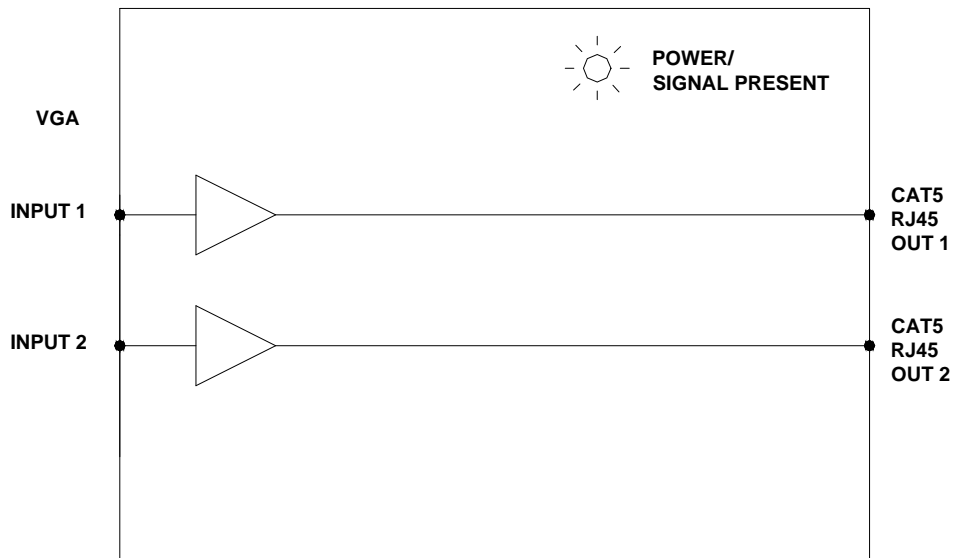 POWER/
SIGNAL PRESENT
VGA
INPUT 1
CAT5
RJ45
OUT 1
INPUT 2
CAT5
RJ45
OUT 2